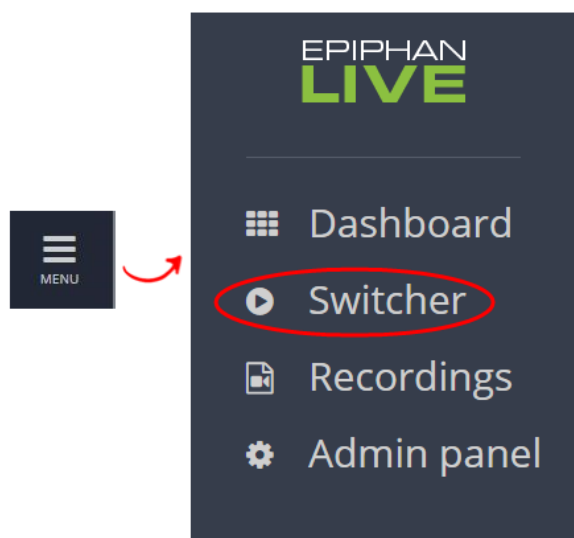 MENU
EPIPHAN
LIVE
Dashboard
Switcher
Recordings
Admin panel